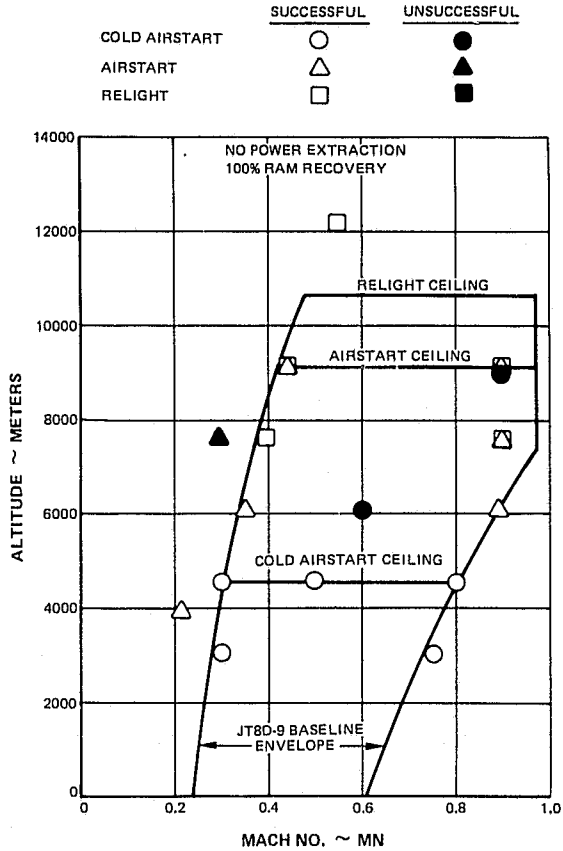 SUCCESSFUL UNSUCCESSFUL
COLD AIRSTART
AIRSTART
RELIGHT
14000
NO POWER EXTRACTION
100% RAM RECOVERY
12000
RELIGHT CEILING
10000
AIRSTART CEILING
8000
ALTITUDE ~ METERS
6000
COLD AIRSTART CEILING
4000
2000
JT8D-9 BASELINE
ENVELOPE
0
0 0.2 0.4 0.6 0.8 1.0
MACH NO. ~ MN